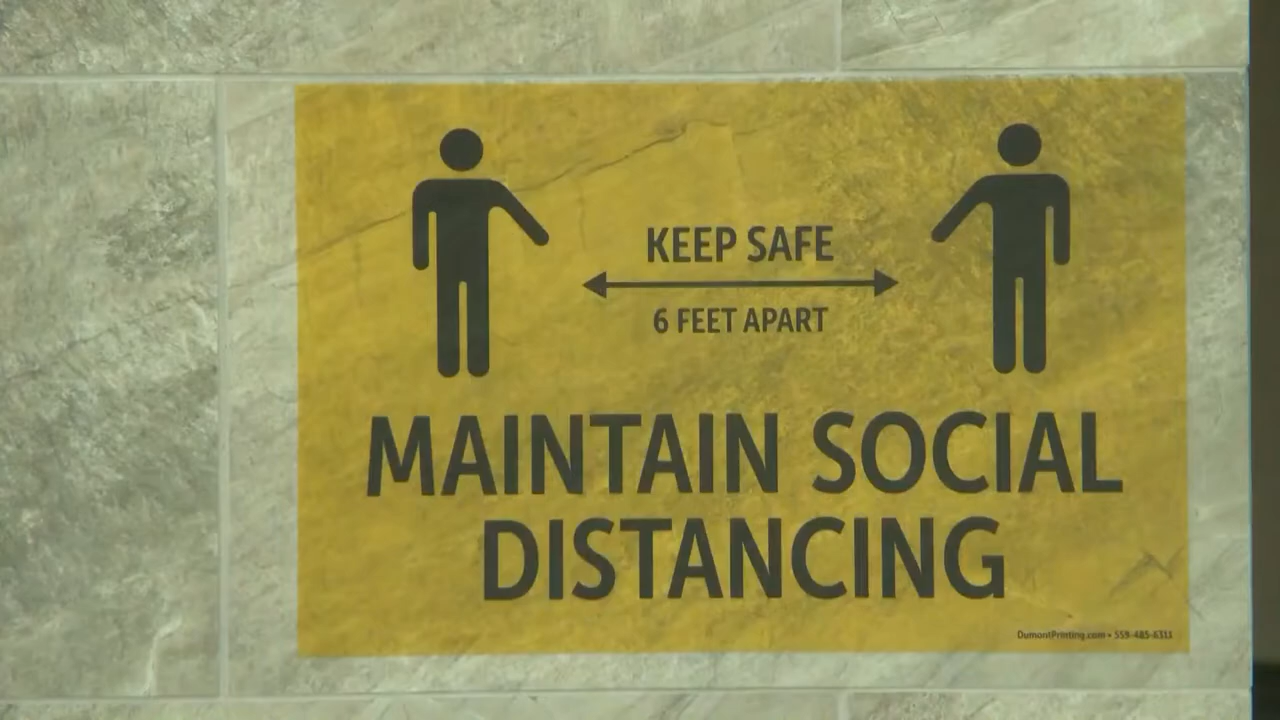 KEEP SAFE
6 FEET APART
MAINTAIN SOCIAL
DISTANCING
DumontPrinting.com • 559-485-6311